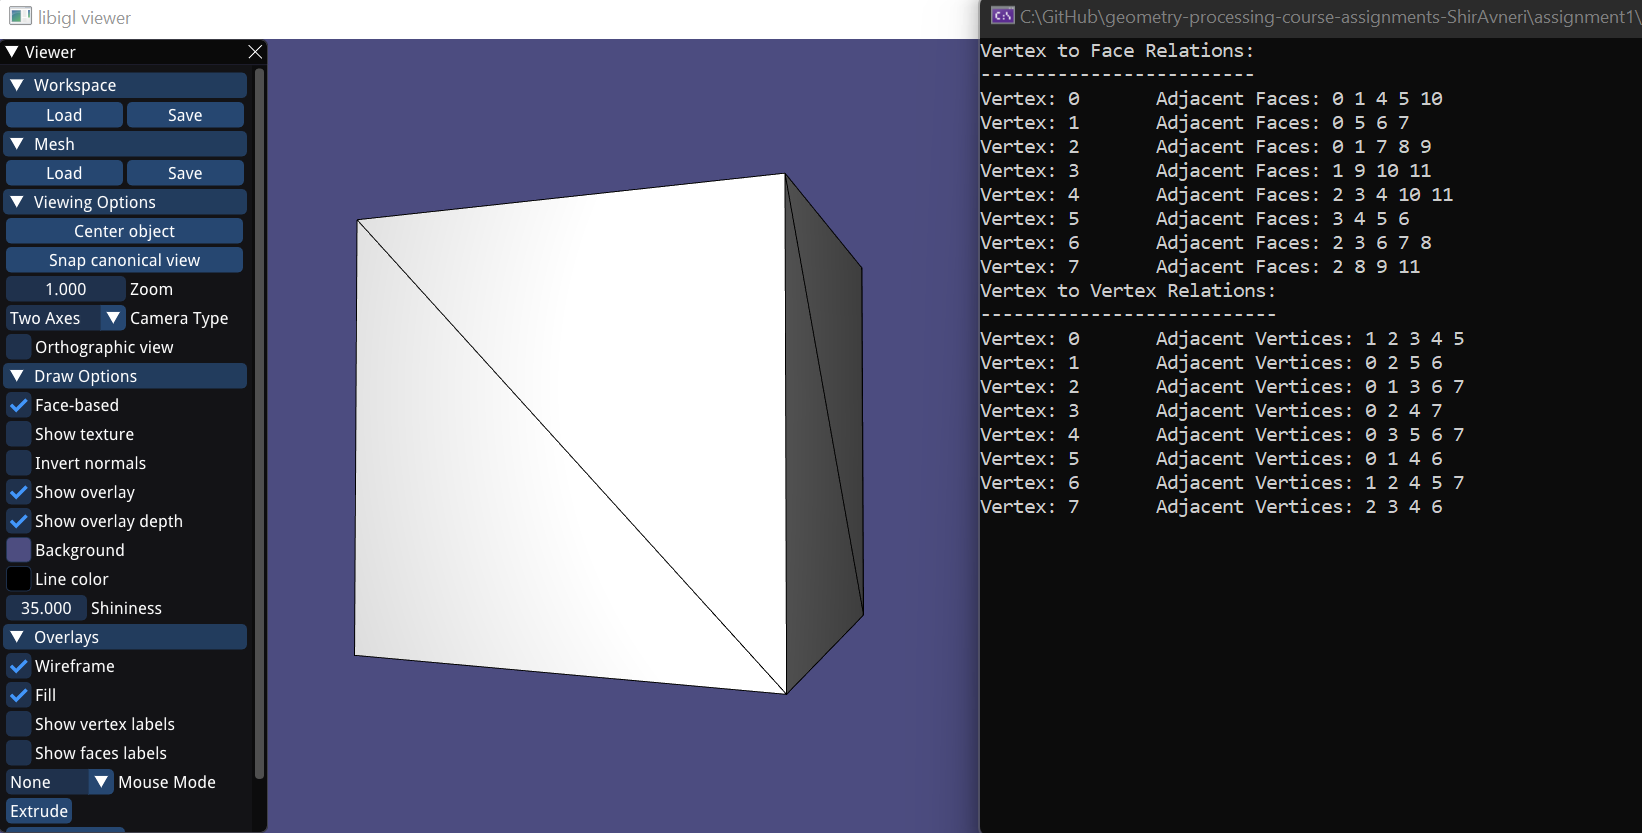 libigl viewer
Viewer
Workspace
Load Save
Mesh
Load Save
Viewing Options
Center object
Snap canonical view
1.000 Zoom
Two Axes Camera Type
Orthographic view
Draw Options
Face-based
Show texture
Invert normals
Show overlay
Show overlay depth
Background
Line color
35.000 Shininess
Overlays
Wireframe
Fill
Show vertex labels
Show faces labels
None Mouse Mode
Extrude
C:\GitHub\geometry-processing-course-assignments-ShirAvneri\assignment1\
Vertex to Face Relations:
-------------------------
Vertex: 0 Adjacent Faces: 0 1 4 5 10
Vertex: 1 Adjacent Faces: 0 5 6 7
Vertex: 2 Adjacent Faces: 0 1 7 8 9
Vertex: 3 Adjacent Faces: 1 9 10 11
Vertex: 4 Adjacent Faces: 2 3 4 10 11
Vertex: 5 Adjacent Faces: 3 4 5 6
Vertex: 6 Adjacent Faces: 2 3 6 7 8
Vertex: 7 Adjacent Faces: 2 8 9 11
Vertex to Vertex Relations:
---------------------------
Vertex: 0 Adjacent Vertices: 1 2 3 4 5
Vertex: 1 Adjacent Vertices: 0 2 5 6
Vertex: 2 Adjacent Vertices: 0 1 3 6 7
Vertex: 3 Adjacent Vertices: 0 2 4 7
Vertex: 4 Adjacent Vertices: 0 3 5 6 7
Vertex: 5 Adjacent Vertices: 0 1 4 6
Vertex: 6 Adjacent Vertices: 1 2 4 5 7
Vertex: 7 Adjacent Vertices: 2 3 4 6